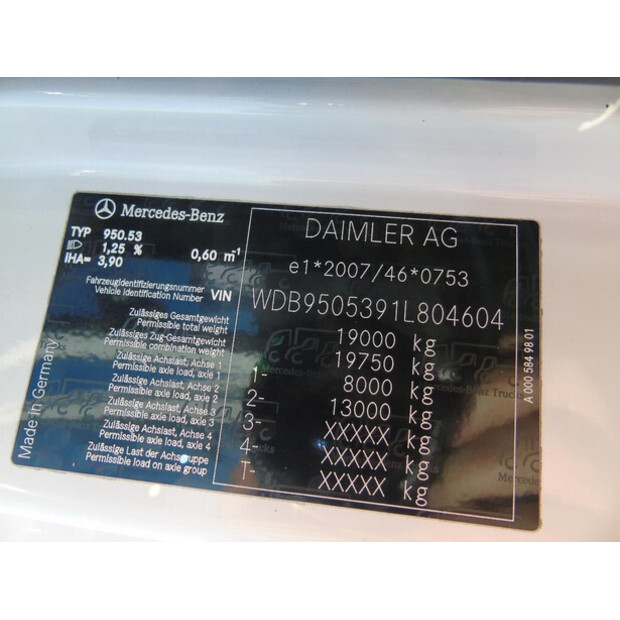 Mercedes-Benz
TYP 950.53
1,25 % 0,60 m⁻¹
IHA= 3,90
DAIMLER AG
e1*2007/46*0753
Fahrzeugidentifizierungsnummer
Vehicle Identification Number VIN
WDB9505391L804604
Zulässiges Gesamtgewicht
Permissible total weight
19000 kg
Zulässiges Zug-Gesamtgewicht
Permissible combination weight
19750 kg
Zulässige Achslast, Achse 1
Permissible axle load, axle 1
1- 8000 kg
Zulässige Achslast, Achse 2
Permissible axle load, axle 2
2- 13000 kg
Zulässige Achslast, Achse 3
Permissible axle load, axle 3
3- XXXXX kg
Zulässige Achslast, Achse 4
Permissible axle load, axle 4
4- XXXXX kg
Zulässige Last der Achsgruppe
Permissible load on axle group
T- XXXXX kg
Made in Germany
A 000 584 98 01
Mercedes-Benz Trucks